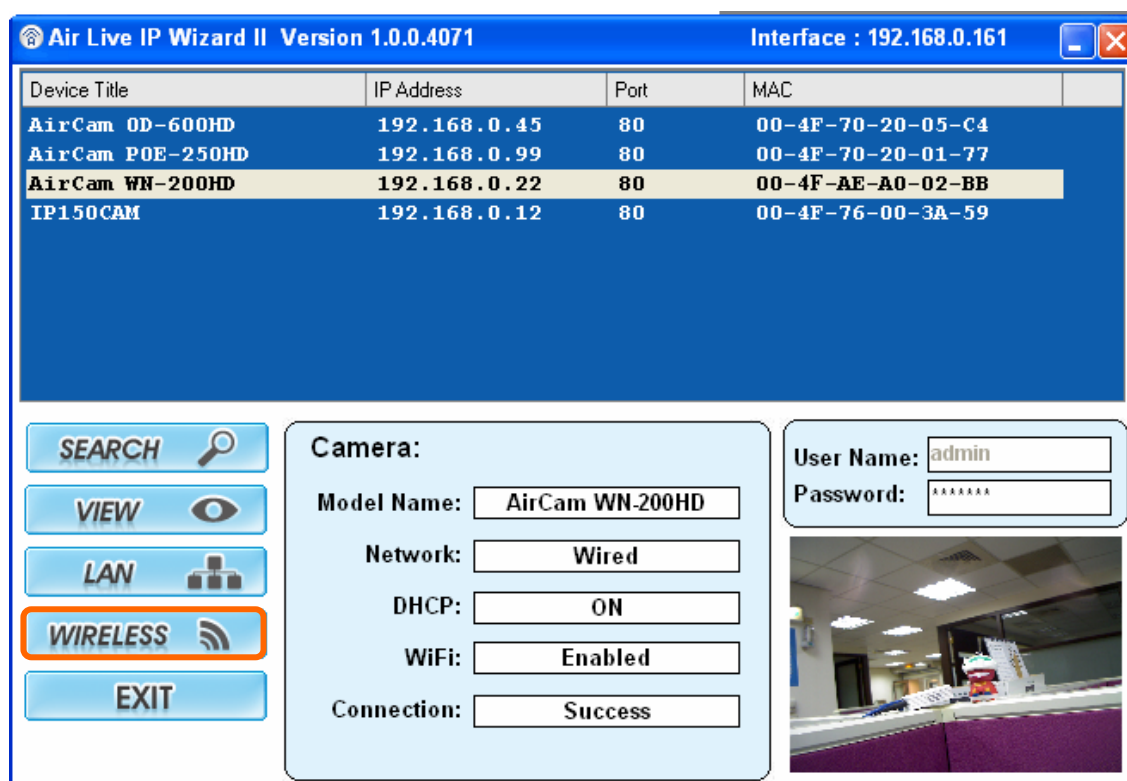 Air Live IP Wizard II Version 1.0.0.4071 Interface : 192.168.0.161
Device Title IP Address Port MAC
AirCam OD-600HD 192.168.0.45 80 00-4F-70-20-05-C4
AirCam POE-250HD 192.168.0.99 80 00-4F-70-20-01-77
AirCam WN-200HD 192.168.0.22 80 00-4F-AE-A0-02-BB
IP150CAM 192.168.0.12 80 00-4F-76-00-3A-59
SEARCH
VIEW
LAN
WIRELESS
EXIT
Camera:
Model Name: AirCam WN-200HD
Network: Wired
DHCP: ON
WiFi: Enabled
Connection: Success
User Name: admin
Password: *******